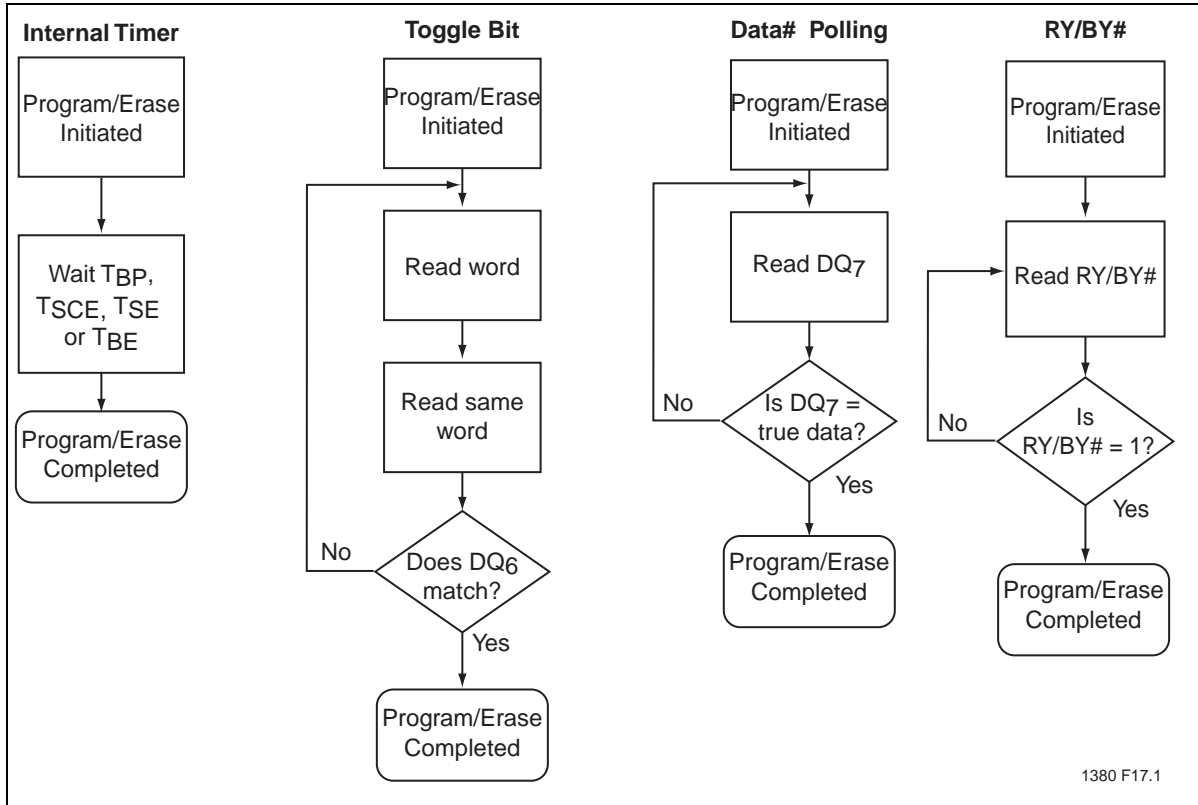 Internal Timer
Program/Erase
Initiated
Wait TBP,
TSCE, TSE
or TBE
Program/Erase
Completed
Toggle Bit
Program/Erase
Initiated
Read word
Read same
word
No
Does DQ6
match?
Yes
Program/Erase
Completed
Data# Polling
Program/Erase
Initiated
Read DQ7
No
Is DQ7 =
true data?
Yes
Program/Erase
Completed
RY/BY#
Program/Erase
Initiated
Read RY/BY#
No
Is
RY/BY# = 1?
Yes
Program/Erase
Completed
1380 F17.1